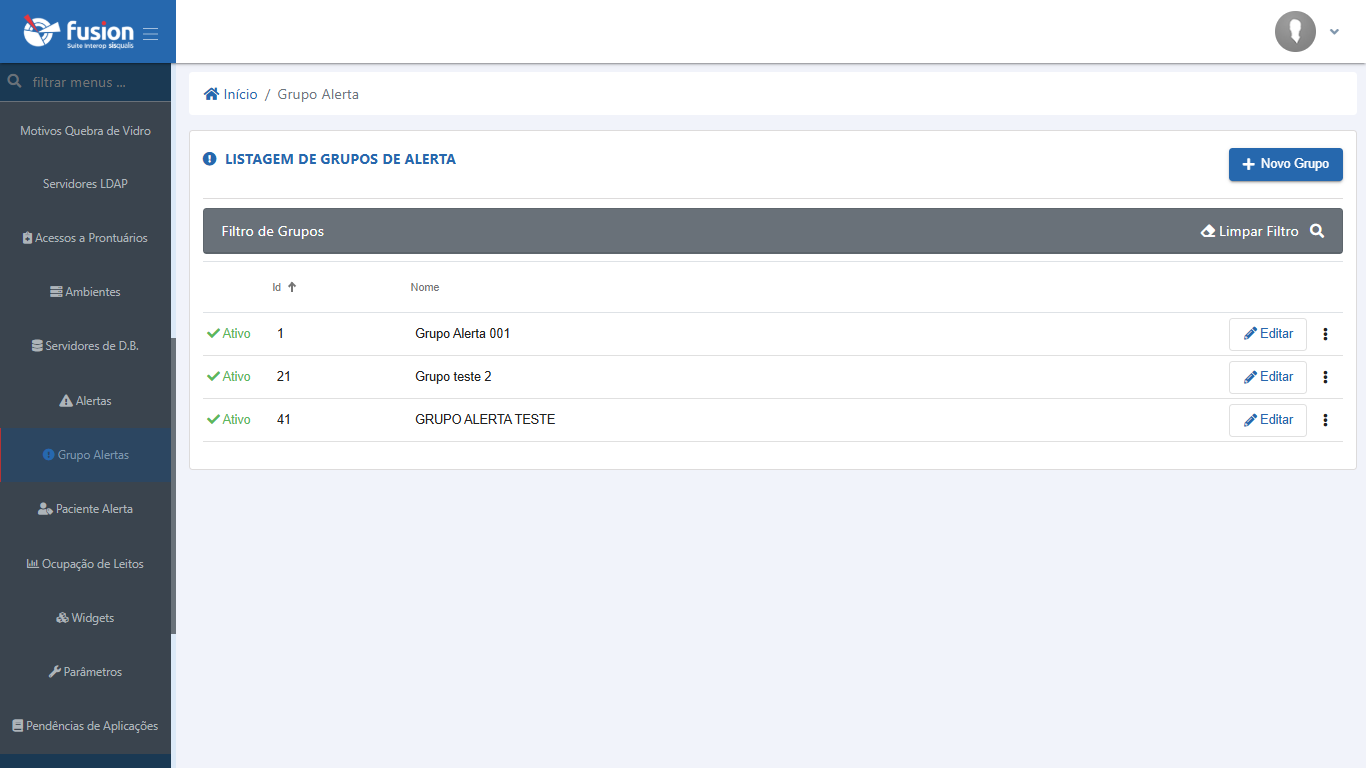 fusion
Suite Interop sisqualis
filtrar menus ...
Motivos Quebra de Vidro
Servidores LDAP
Acessos a Prontuários
Ambientes
Servidores de D.B.
Alertas
Grupo Alertas
Paciente Alerta
Ocupação de Leitos
Widgets
Parâmetros
Pendências de Aplicações
Início / Grupo Alerta
LISTAGEM DE GRUPOS DE ALERTA
Novo Grupo
Filtro de Grupos Limpar Filtro
Id Nome
Ativo 1 Grupo Alerta 001 Editar
Ativo 21 Grupo teste 2 Editar
Ativo 41 GRUPO ALERTA TESTE Editar